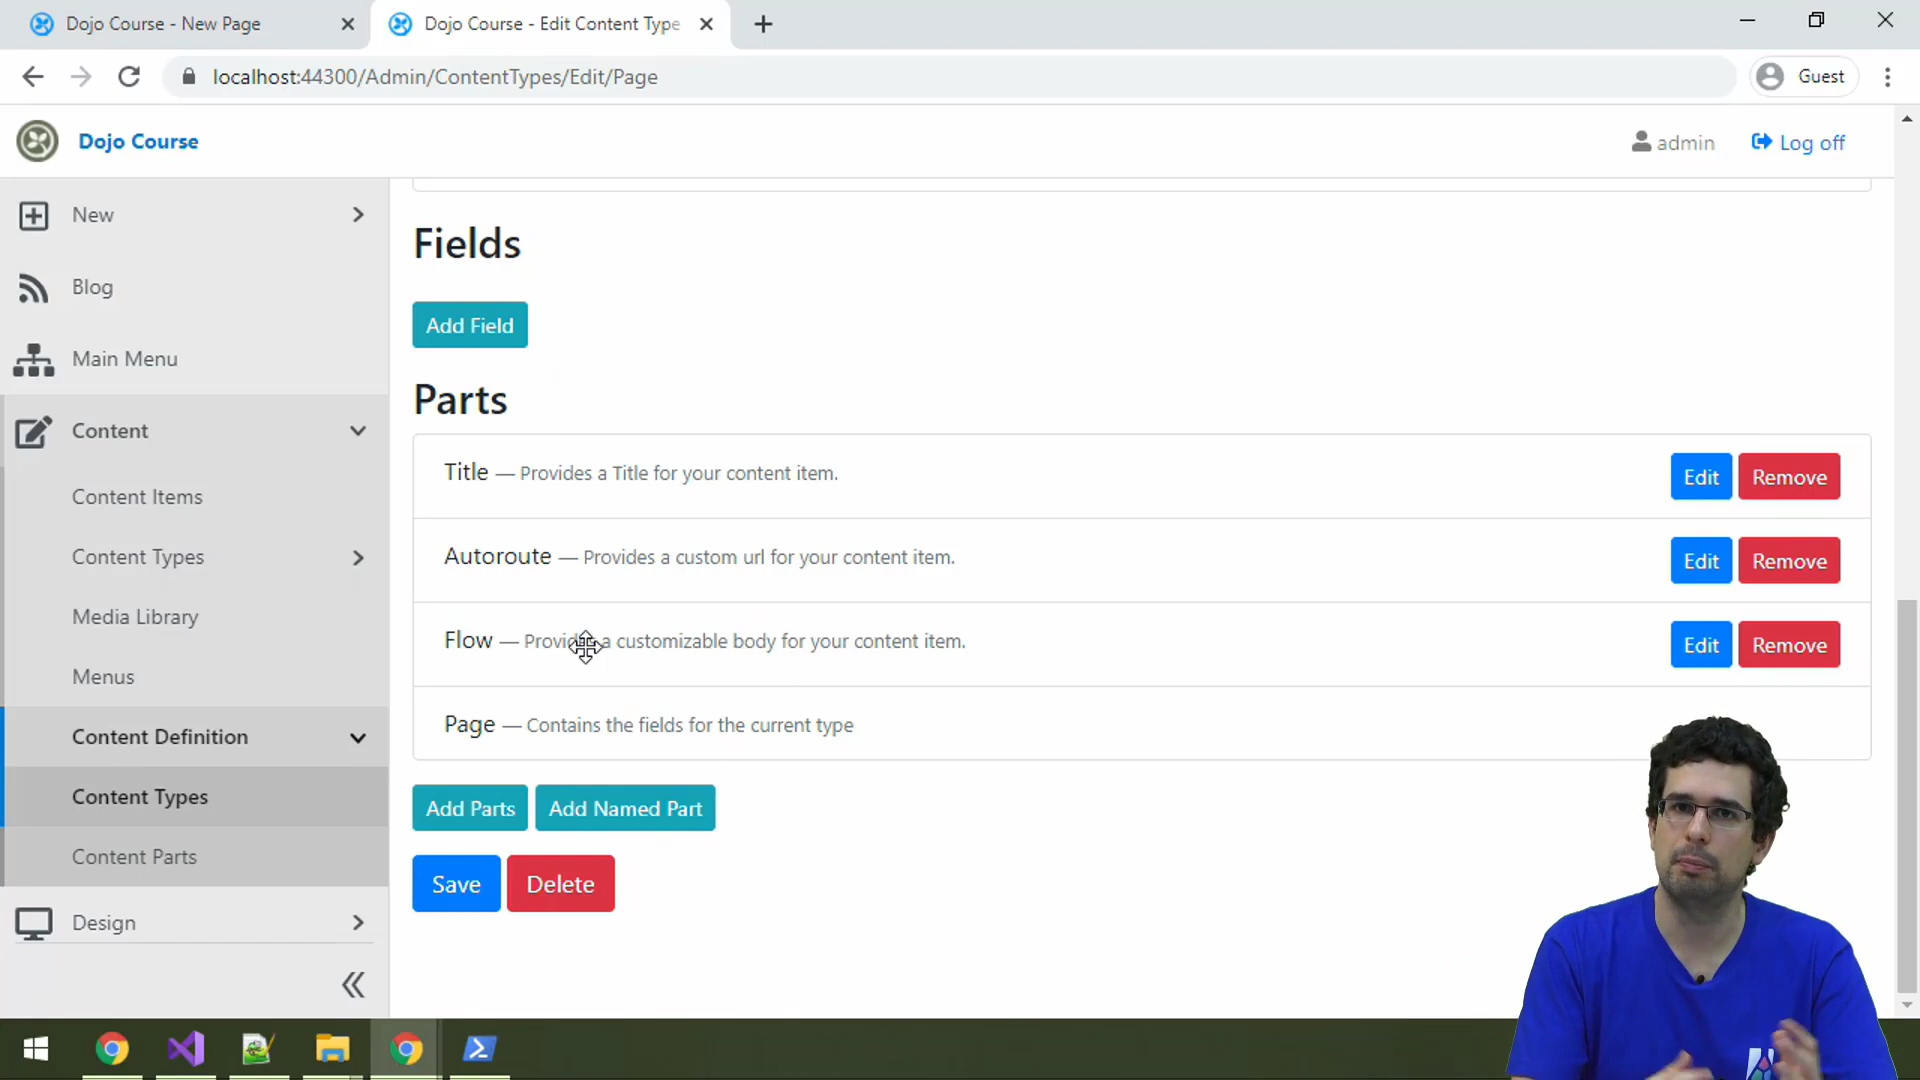 Dojo Course - New Page
Dojo Course - Edit Content Type
localhost:44300/Admin/ContentTypes/Edit/Page
Guest
Dojo Course
admin
Log off
New
Blog
Main Menu
Content
Content Items
Content Types
Media Library
Menus
Content Definition
Content Types
Content Parts
Design
Fields
Add Field
Parts
Title — Provides a Title for your content item.
Edit
Remove
Autoroute — Provides a custom url for your content item.
Edit
Remove
Flow — Provides a customizable body for your content item.
Edit
Remove
Page — Contains the fields for the current type
Add Parts
Add Named Part
Save
Delete